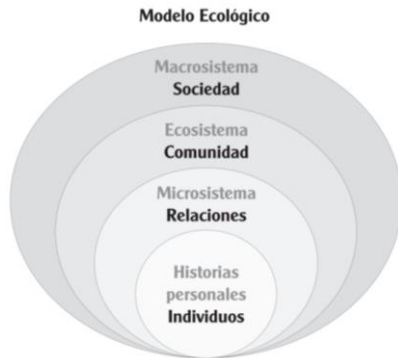 Modelo Ecológico
Macrosistema
Sociedad
Ecosistema
Comunidad
Microsistema
Relaciones
Historias
personales
Individuos